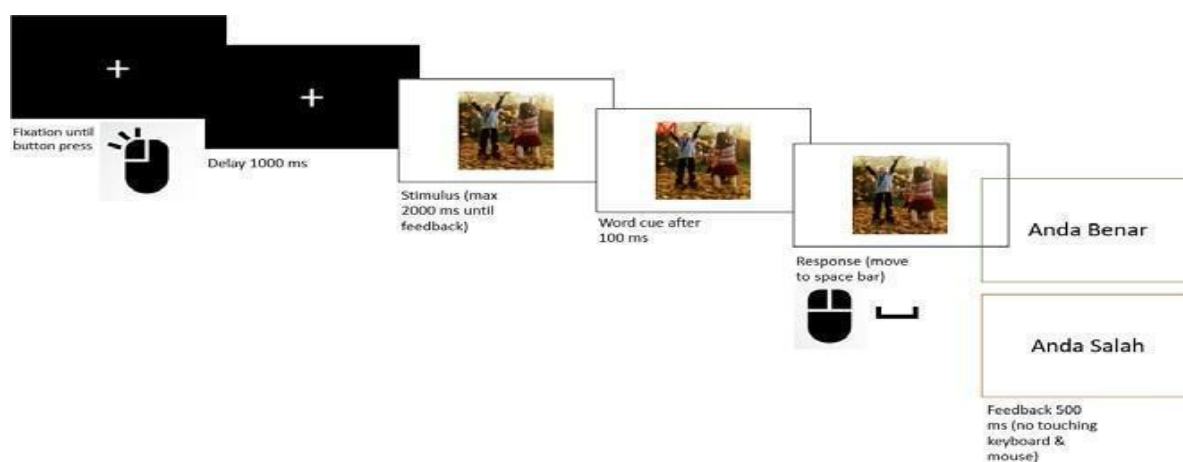 Fixation until
button press
Delay 1000 ms
Stimulus (max
2000 ms until
feedback)
M
Word cue after
100 ms
Response (move
to space bar)
Anda Benar
Anda Salah
Feedback 500
ms (no touching
keyboard &
mouse)